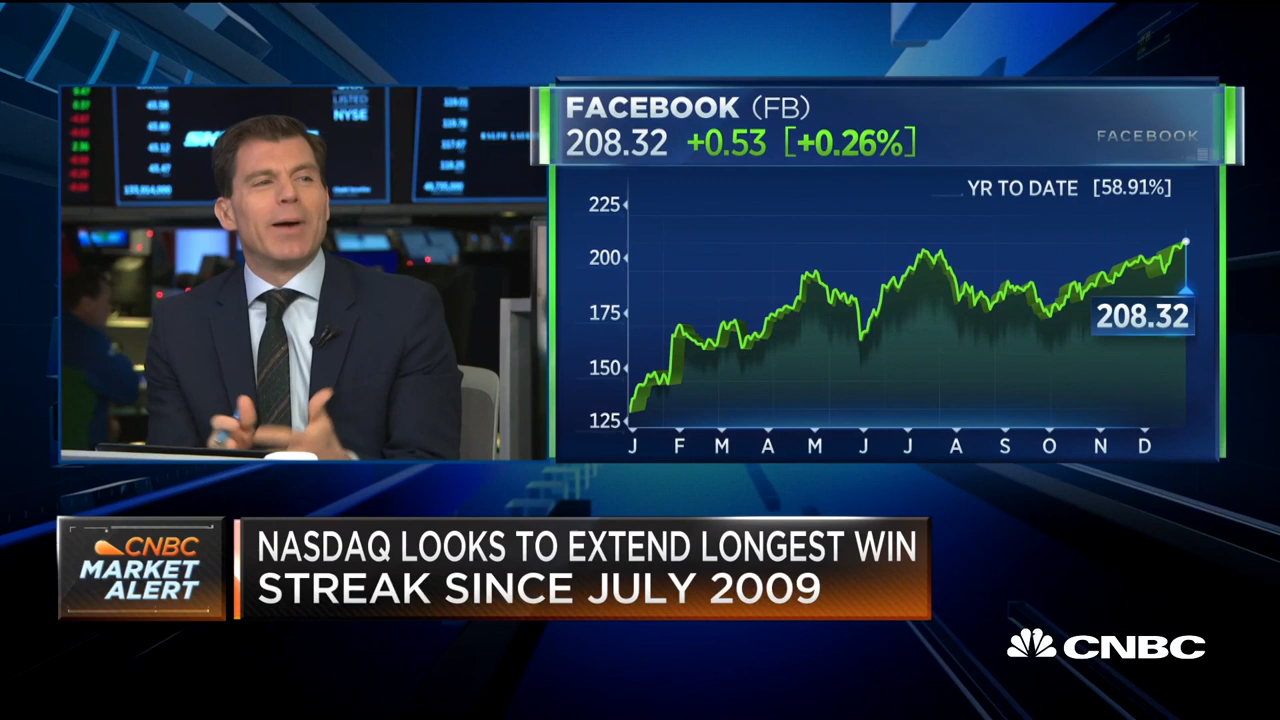 LISTED
NYSE
FACEBOOK (FB)
208.32 +0.53 [+0.26%]
FACEBOOK
YR TO DATE [58.91%]
225
200
175
150
125
208.32
J F M A M J J A S O N D
CNBC
MARKET
ALERT
NASDAQ LOOKS TO EXTEND LONGEST WIN
STREAK SINCE JULY 2009
CNBC